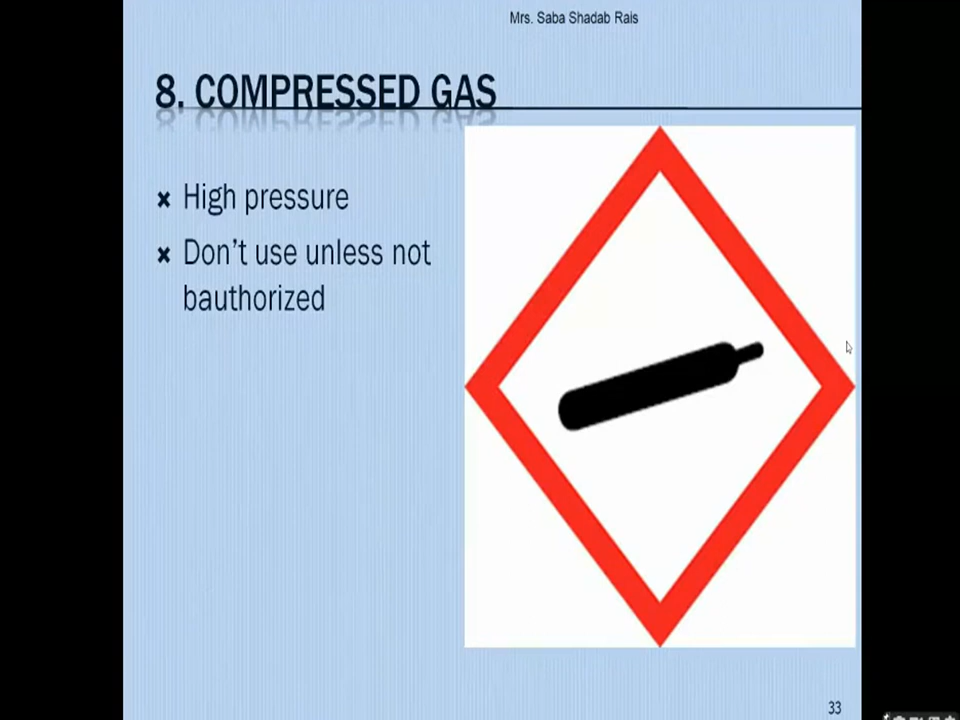 Mrs. Saba Shadab Rais
8. COMPRESSED GAS
High pressure
Don't use unless not
bauthorized
33